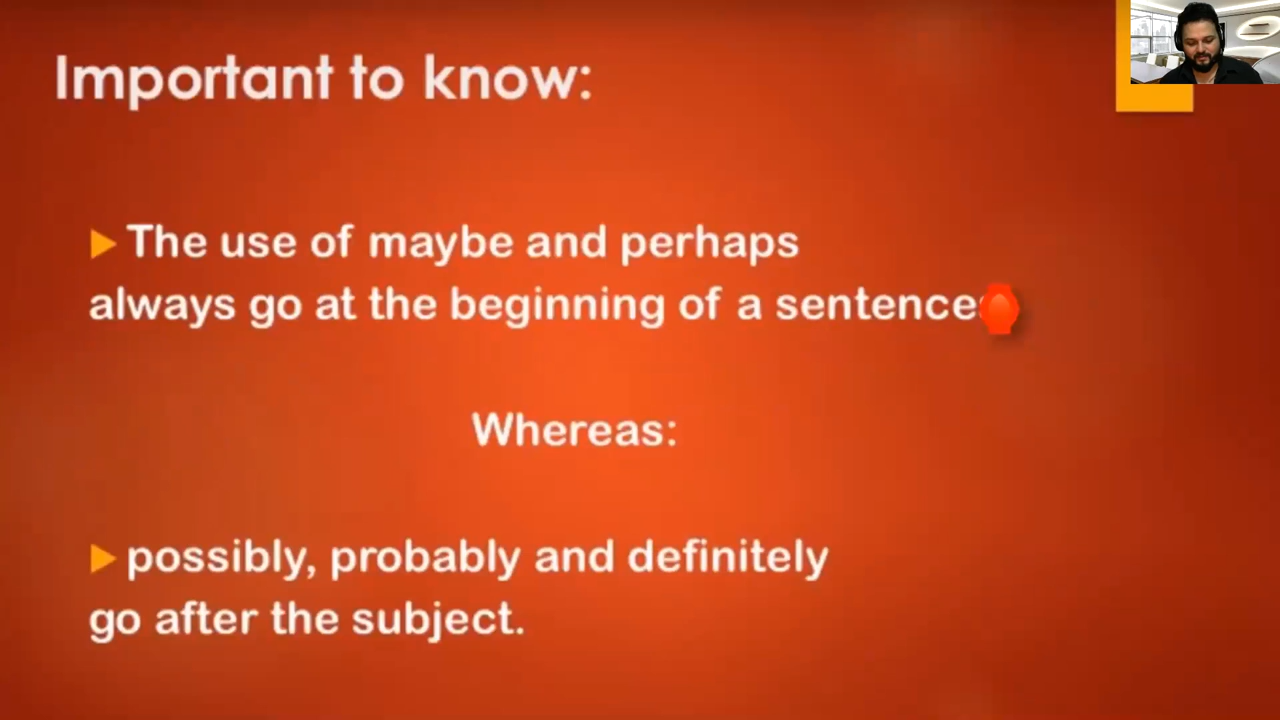 Important to know:
The use of maybe and perhaps
always go at the beginning of a sentence
Whereas:
possibly, probably and definitely
go after the subject.